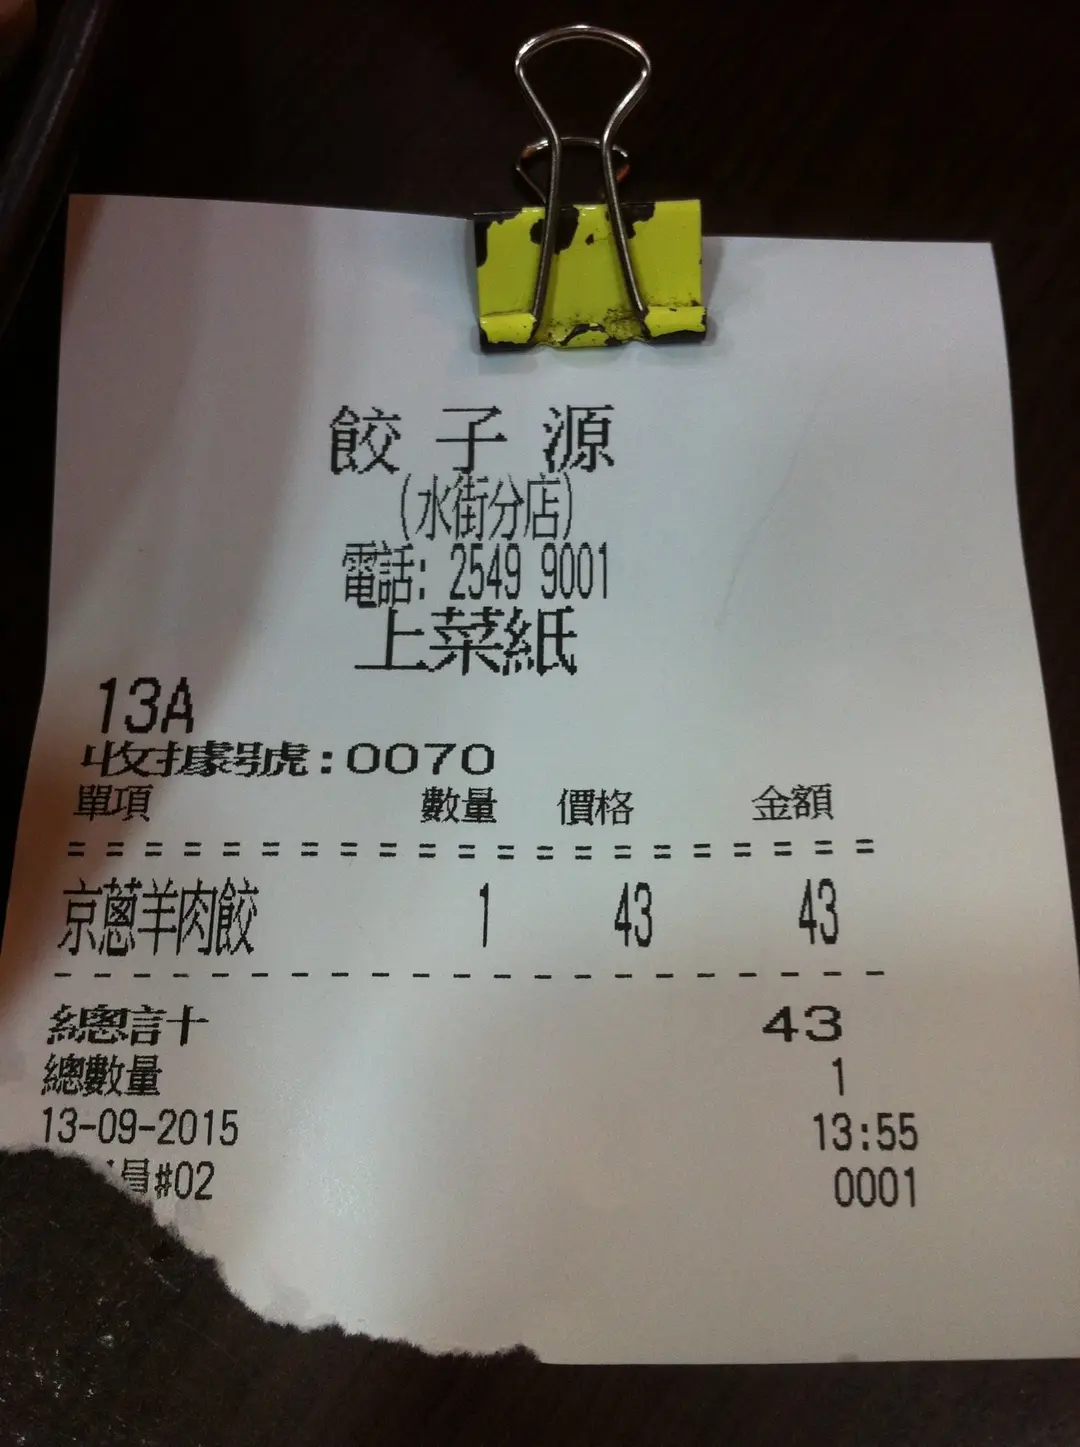 餃子源
(水街分店)
電話: 2549 9001
上菜紙
13A
收據號:0070
單項 數量 價格 金額
= = = = = = = = = = = = = = = = = = = = =
京蔥羊肉餃 1 43 43
- - - - - - - - - - - - - - - - - - - - - -
總計 43
總數量 1
13-09-2015 13:55
員#02 0001